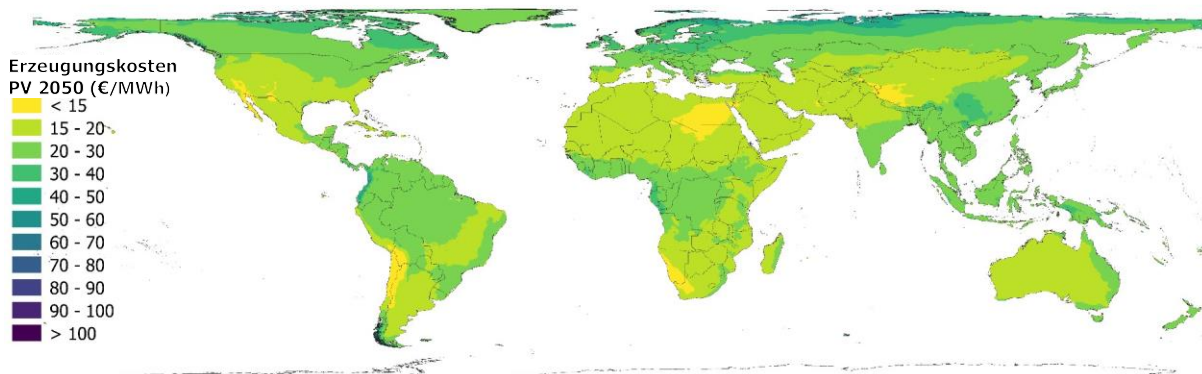 Erzeugungskosten
PV 2050 (€/MWh)
< 15
15 - 20
20 - 30
30 - 40
40 - 50
50 - 60
60 - 70
70 - 80
80 - 90
90 - 100
> 100